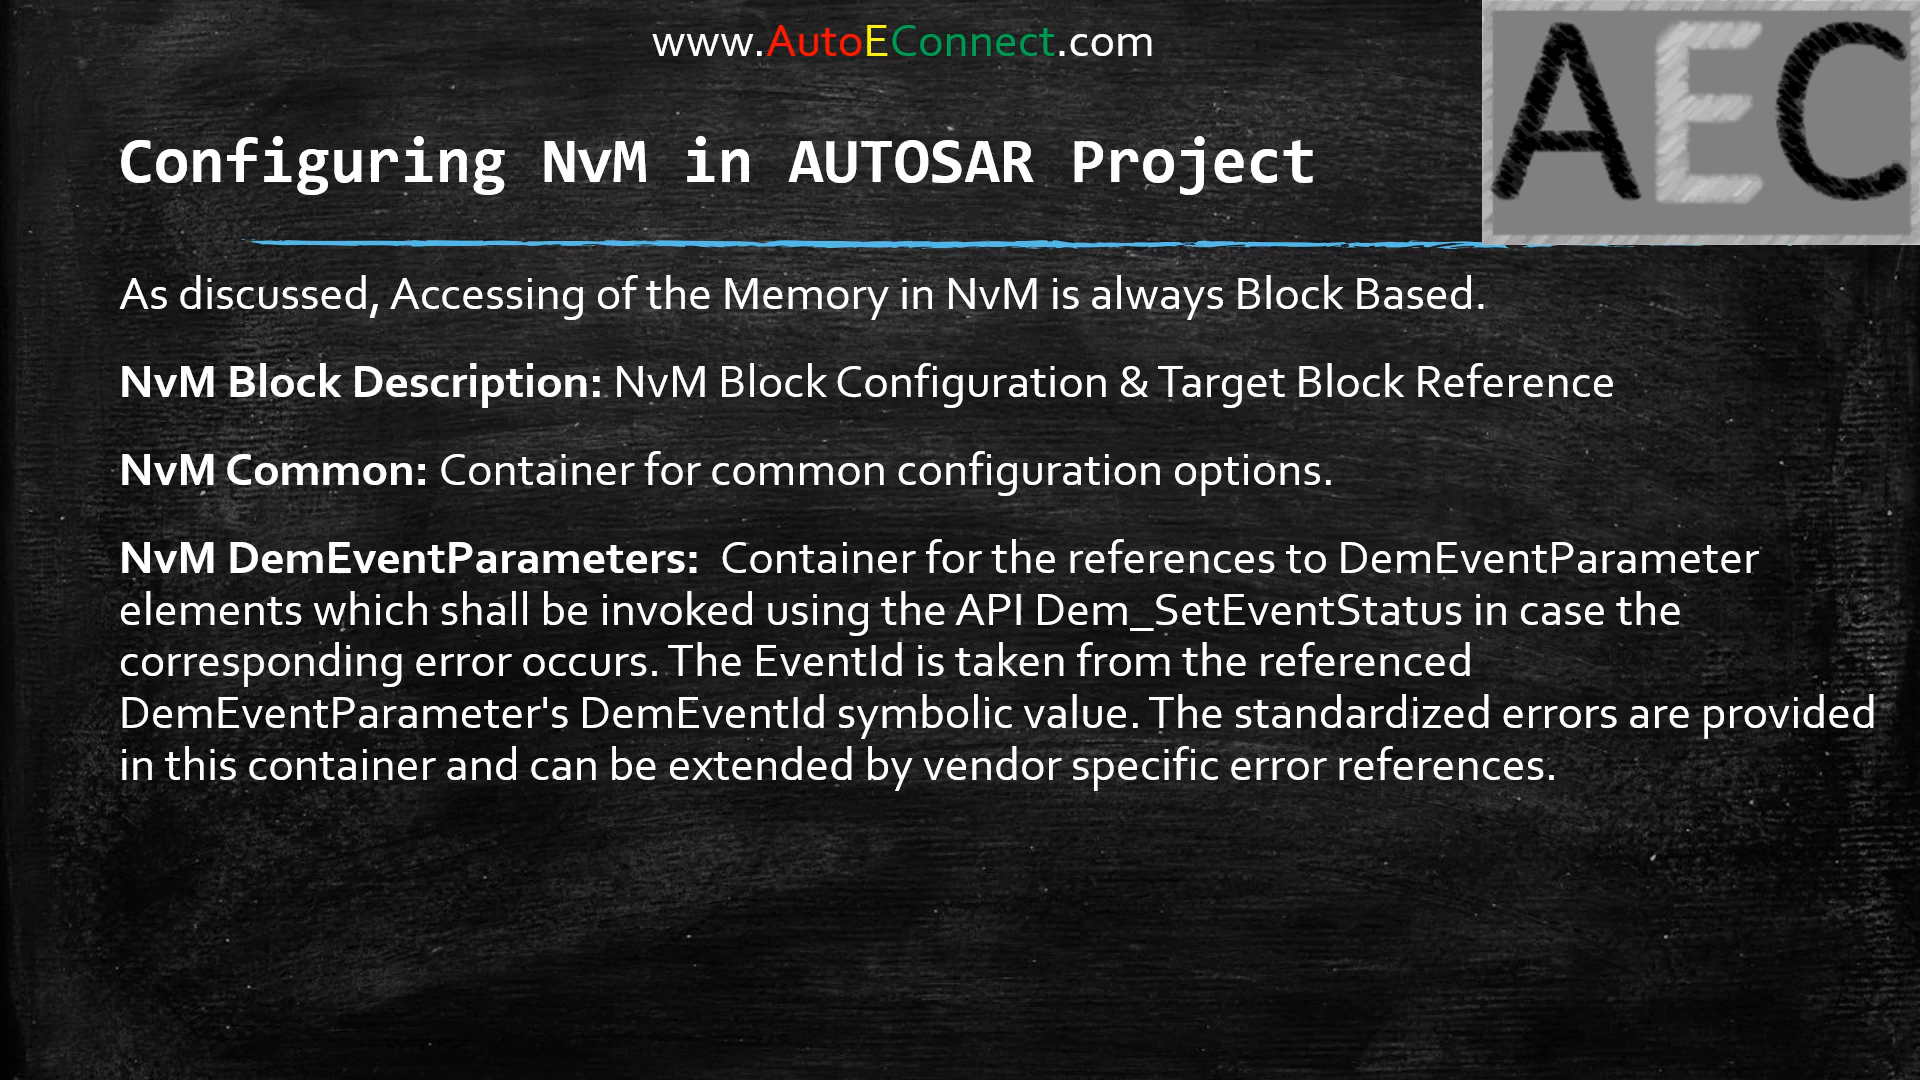 www.AutoEConnect.com
AEC
Configuring NvM in AUTOSAR Project
As discussed, Accessing of the Memory in NvM is always Block Based.
NvM Block Description: NvM Block Configuration & Target Block Reference
NvM Common: Container for common configuration options.
NvM DemEventParameters:  Container for the references to DemEventParameter
elements which shall be invoked using the API Dem_SetEventStatus in case the
corresponding error occurs. The EventId is taken from the referenced
DemEventParameter's DemEventId symbolic value. The standardized errors are provided
in this container and can be extended by vendor specific error references.